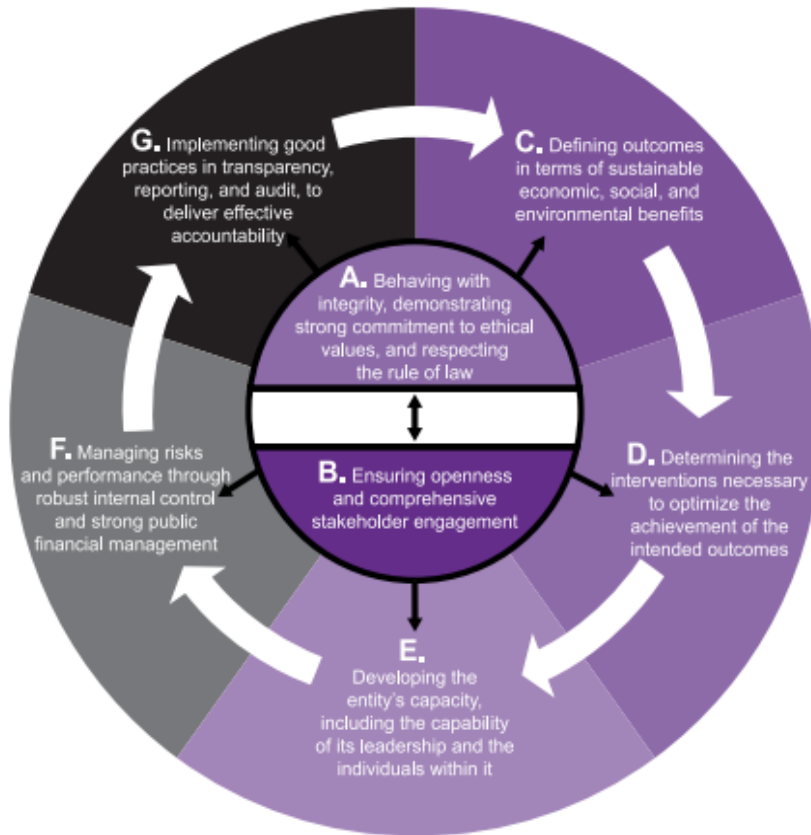 G. Implementing good
practices in transparency,
reporting, and audit, to
deliver effective
accountability
C. Defining outcomes
in terms of sustainable
economic, social, and
environmental benefits
A. Behaving with
integrity, demonstrating
strong commitment to ethical
values, and respecting
the rule of law
F. Managing risks
and performance through
robust internal control
and strong public
financial management
B. Ensuring openness
and comprehensive
stakeholder engagement
D. Determining the
interventions necessary
to optimize the
achievement of the
intended outcomes
E.
Developing the
entity's capacity,
including the capability
of its leadership and the
individuals within it